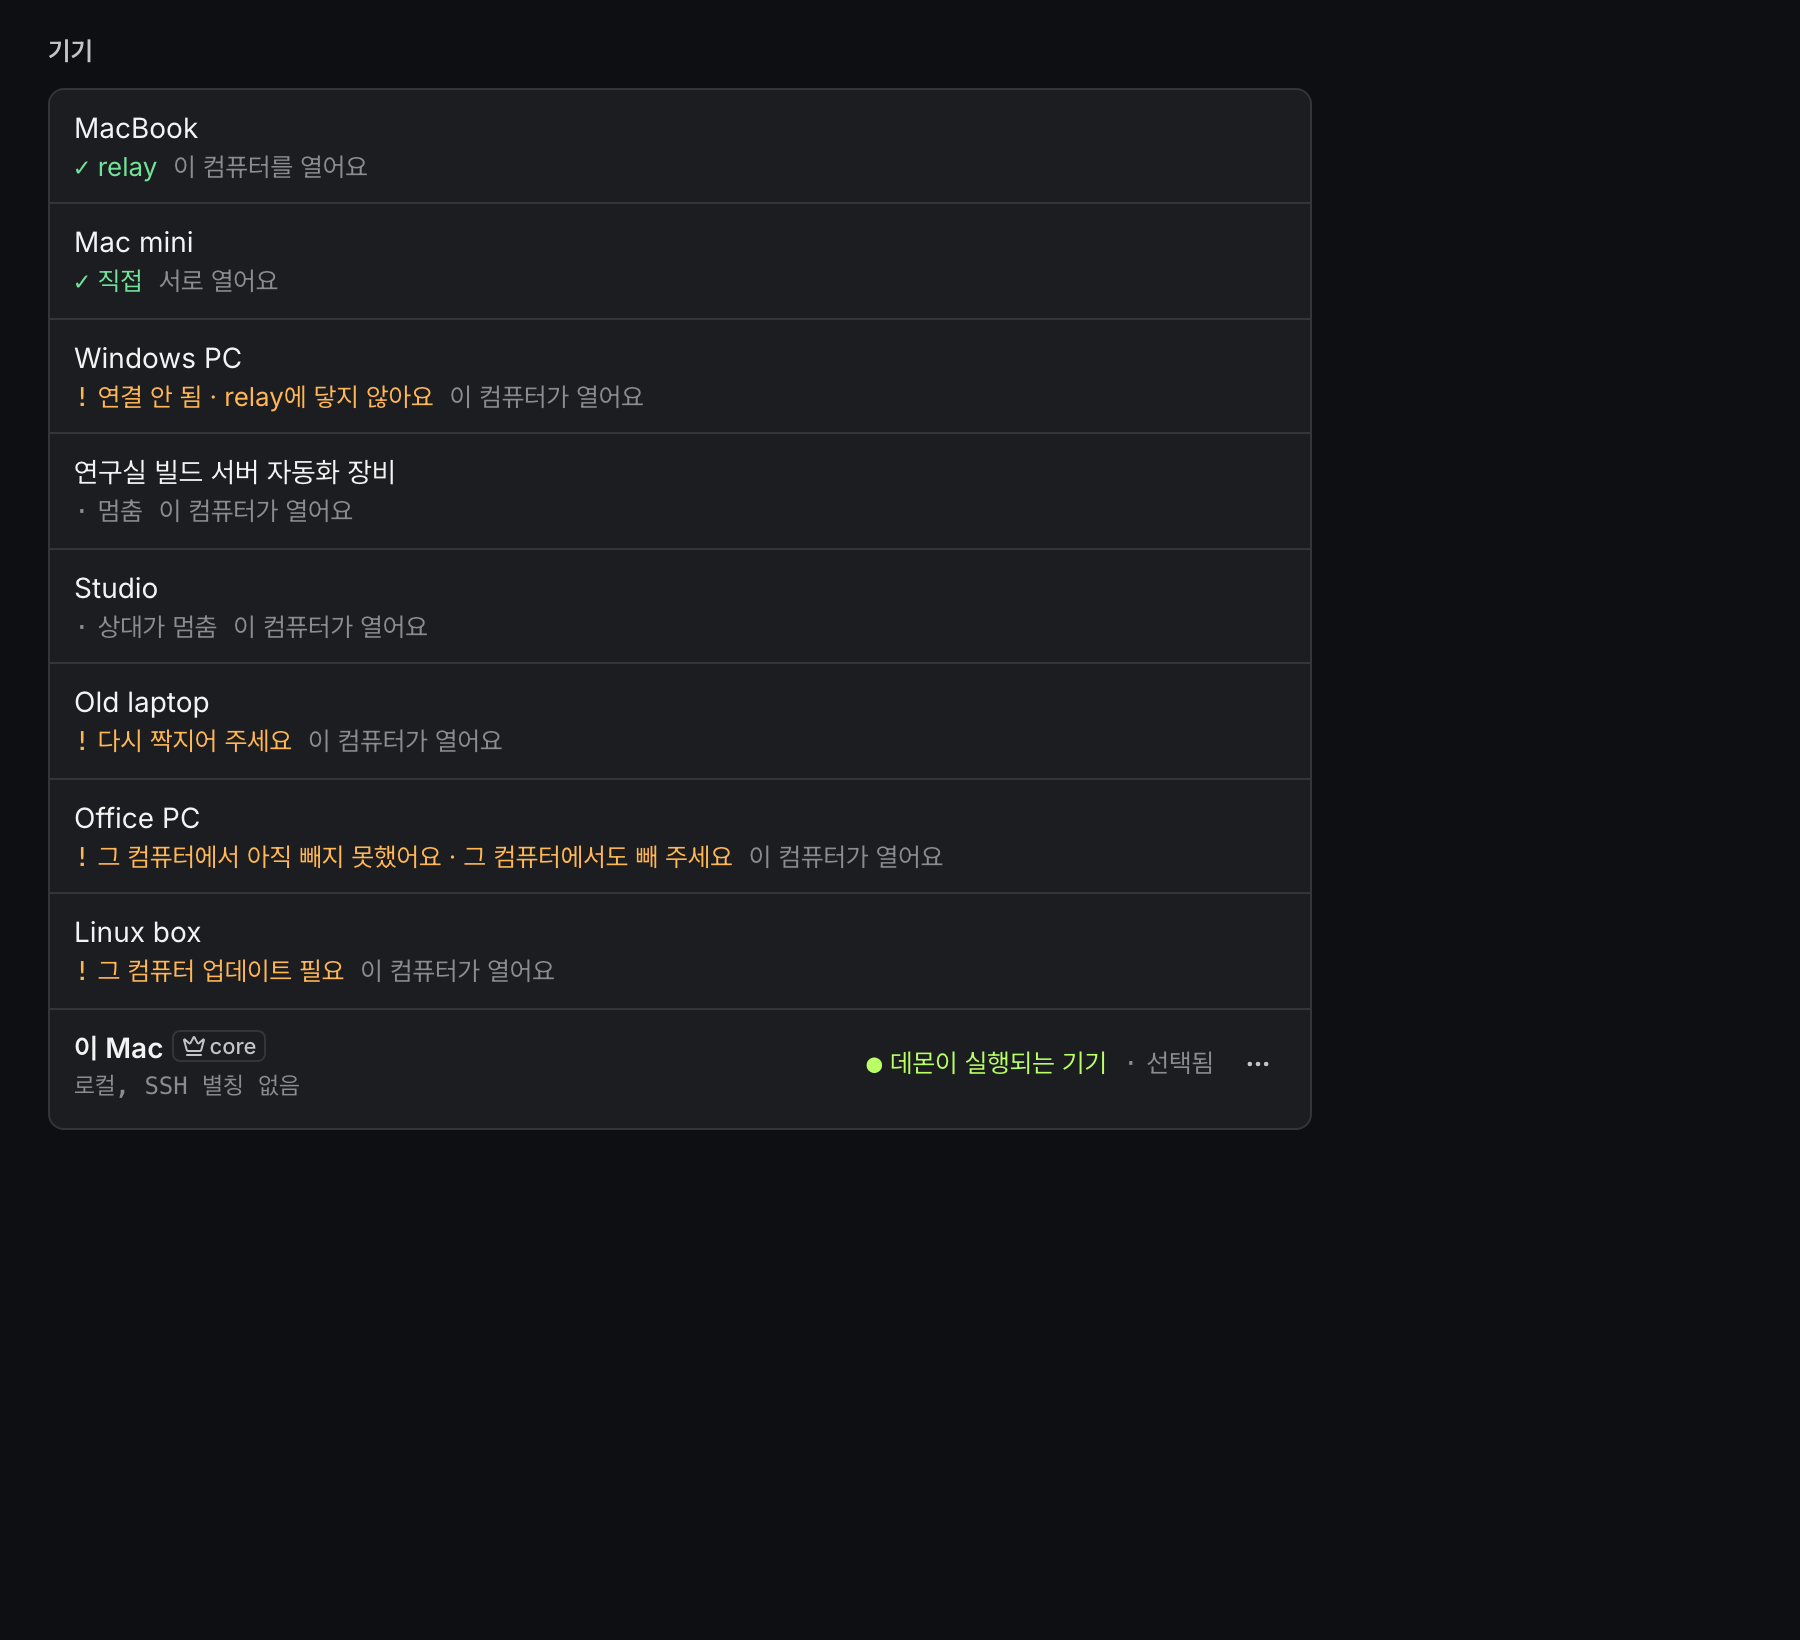 기기
MacBook
✓ relay 이 컴퓨터를 열어요
Mac mini
✓ 직접 서로 열어요
Windows PC
! 연결 안 됨 · relay에 닿지 않아요 이 컴퓨터가 열어요
연구실 빌드 서버 자동화 장비
· 멈춤 이 컴퓨터가 열어요
Studio
· 상대가 멈춤 이 컴퓨터가 열어요
Old laptop
! 다시 짝지어 주세요 이 컴퓨터가 열어요
Office PC
! 그 컴퓨터에서 아직 빼지 못했어요 · 그 컴퓨터에서도 빼 주세요 이 컴퓨터가 열어요
Linux box
! 그 컴퓨터 업데이트 필요 이 컴퓨터가 열어요
이 Mac core
데몬이 실행되는 기기 · 선택됨 ···
로컬, SSH 별칭 없음